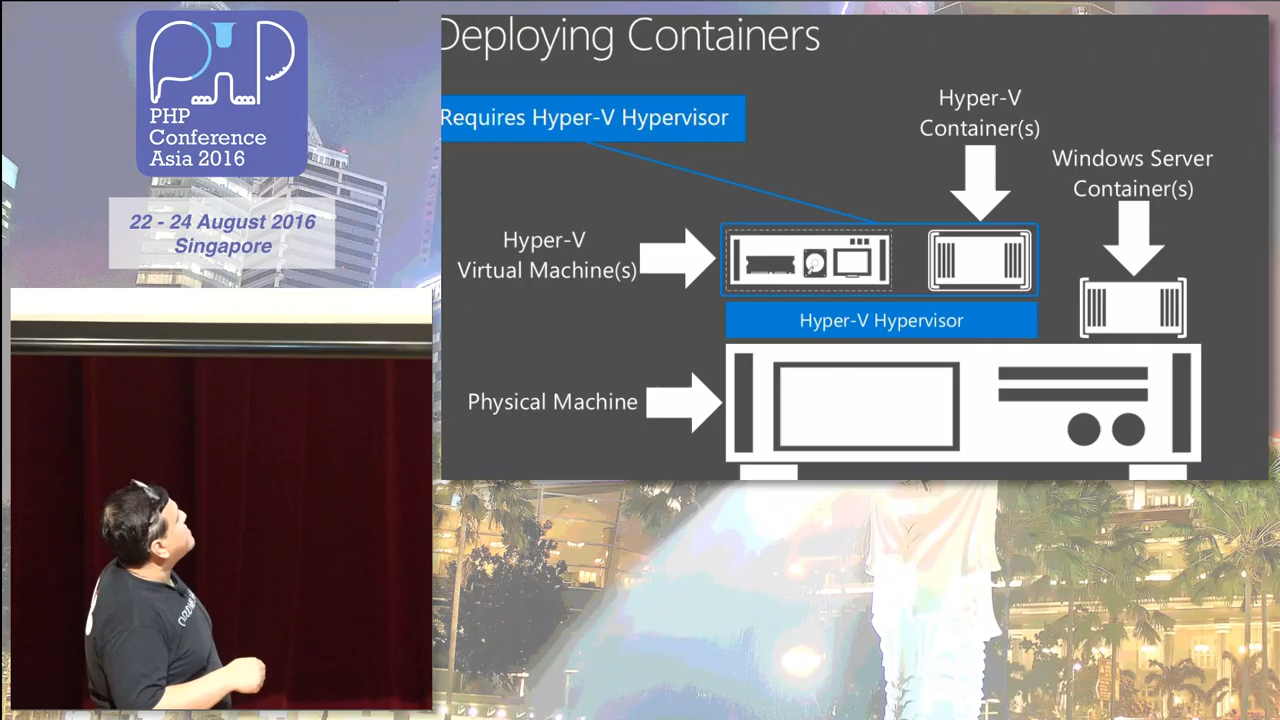 PHP
Conference
Asia 2016
22 - 24 August 2016
Singapore
Deploying Containers
Requires Hyper-V Hypervisor
Hyper-V
Container(s)
Windows Server
Container(s)
Hyper-V
Virtual Machine(s)
Hyper-V Hypervisor
Physical Machine